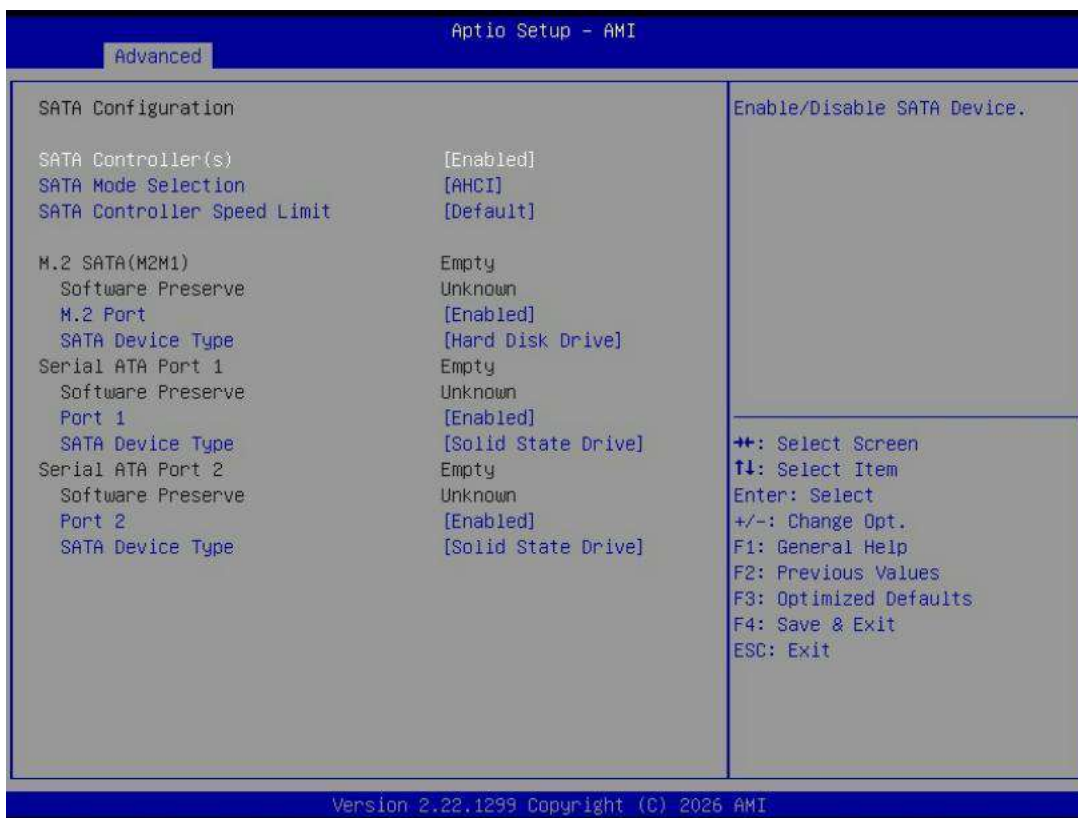 Aptio Setup - AMI
Advanced
SATA Configuration
SATA Controller(s) [Enabled]
SATA Mode Selection [AHCI]
SATA Controller Speed Limit [Default]
M.2 SATA(M2M1) Empty
Software Preserve Unknown
M.2 Port [Enabled]
SATA Device Type [Hard Disk Drive]
Serial ATA Port 1 Empty
Software Preserve Unknown
Port 1 [Enabled]
SATA Device Type [Solid State Drive]
Serial ATA Port 2 Empty
Software Preserve Unknown
Port 2 [Enabled]
SATA Device Type [Solid State Drive]
Enable/Disable SATA Device.
→←: Select Screen
↑↓: Select Item
Enter: Select
+/-: Change Opt.
F1: General Help
F2: Previous Values
F3: Optimized Defaults
F4: Save & Exit
ESC: Exit
Version 2.22.1299 Copyright (C) 2026 AMI